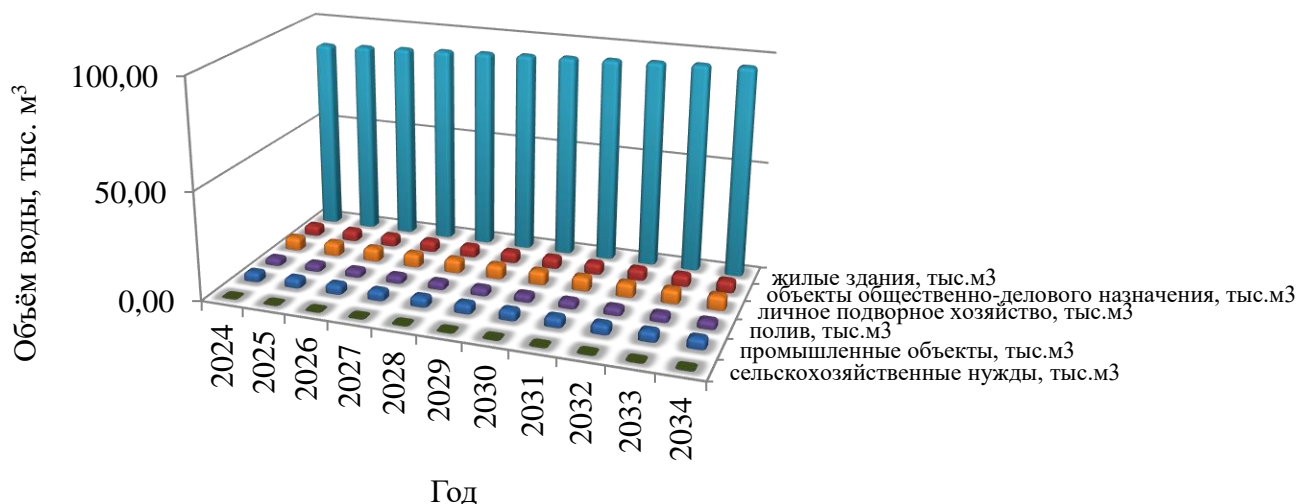 Объём воды, тыс. м³
100,00
50,00
0,00
2024
2025
2026
2027
2028
2029
2030
2031
2032
2033
2034
Год
жилые здания, тыс.м3
объекты общественно-делового назначения, тыс.м3
личное подворное хозяйство, тыс.м3
полив, тыс.м3
промышленные объекты, тыс.м3
сельскохозяйственные нужды, тыс.м3